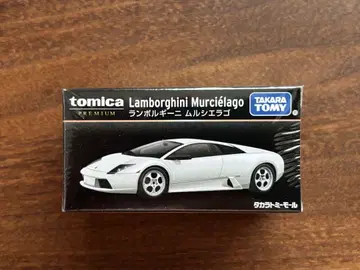 tomica
PREMIUM
Lamborghini Murciélago
ランボルギーニ ムルシエラゴ
TAKARA
TOMY
タカラトミーモール